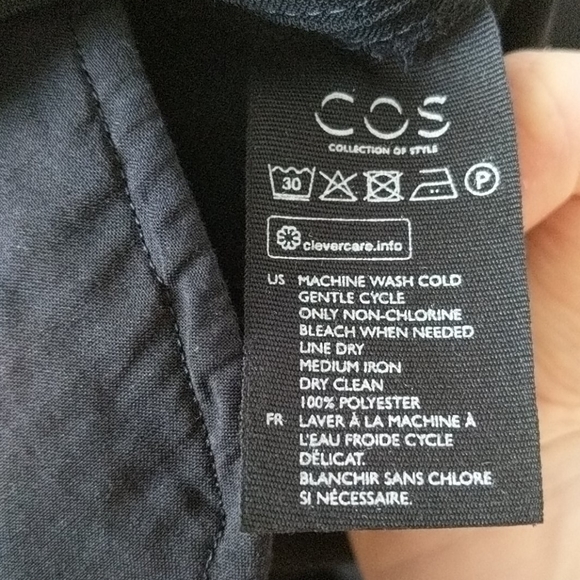 COS
COLLECTION OF STYLE
30 P
clevercare.info
US MACHINE WASH COLD
GENTLE CYCLE
ONLY NON-CHLORINE
BLEACH WHEN NEEDED
LINE DRY
MEDIUM IRON
DRY CLEAN
100% POLYESTER
FR LAVER À LA MACHINE À
L'EAU FROIDE CYCLE
DÉLICAT.
BLANCHIR SANS CHLORE
SI NÉCESSAIRE.